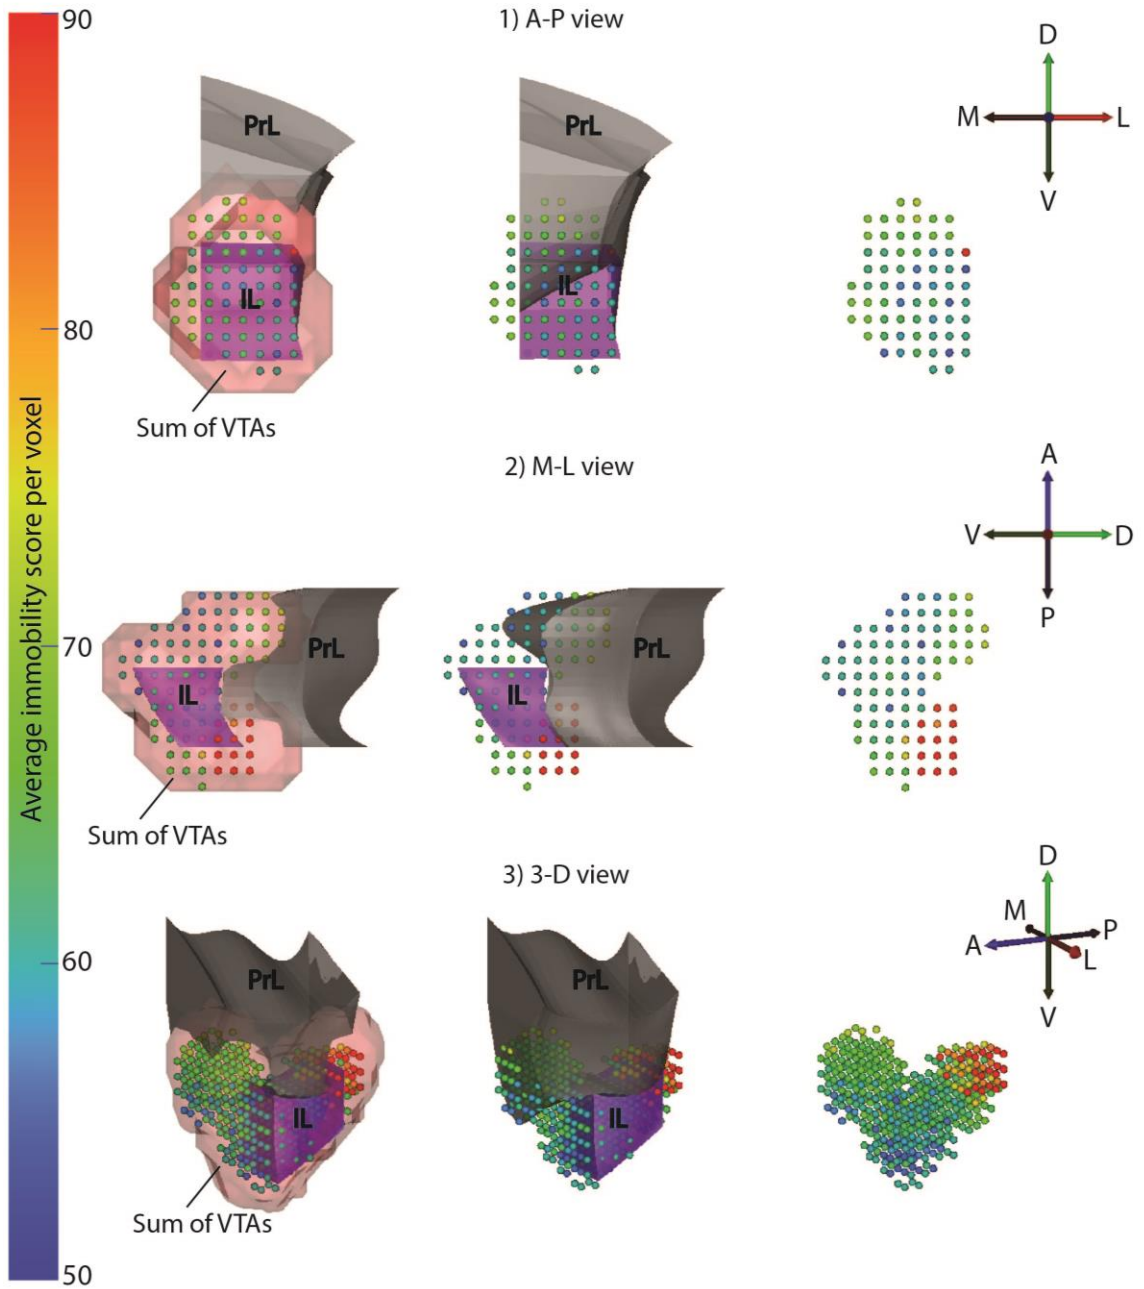 90
80
70
60
50
Average immobility score per voxel
1) A-P view
PrL
IL
Sum of VTAs
PrL
IL
D
M
L
V
2) M-L view
PrL
IL
Sum of VTAs
PrL
IL
A
V
D
P
3) 3-D view
PrL
IL
Sum of VTAs
PrL
IL
D
M
A
P
L
V